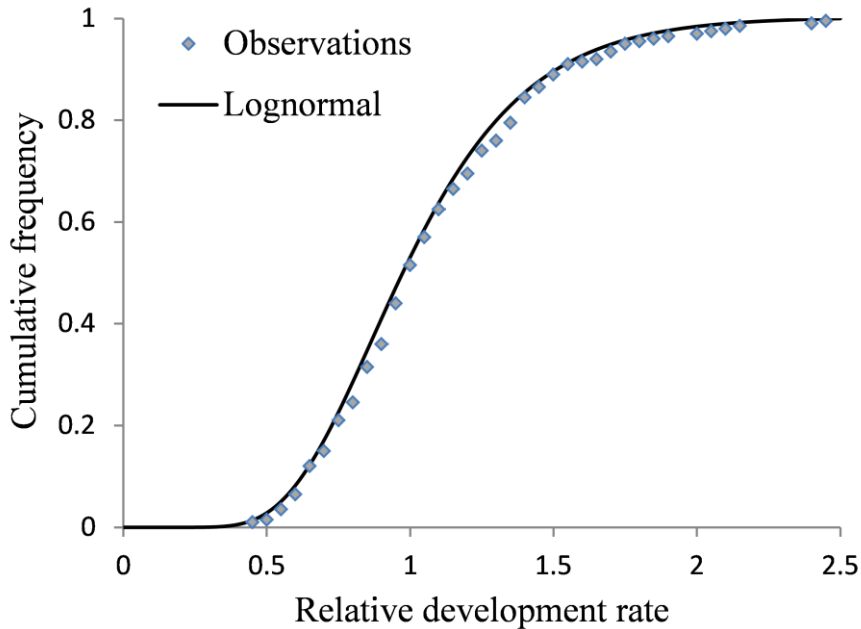 Observations
Lognormal
Cumulative frequency
1
0.8
0.6
0.4
0.2
0
0 0.5 1 1.5 2 2.5
Relative development rate